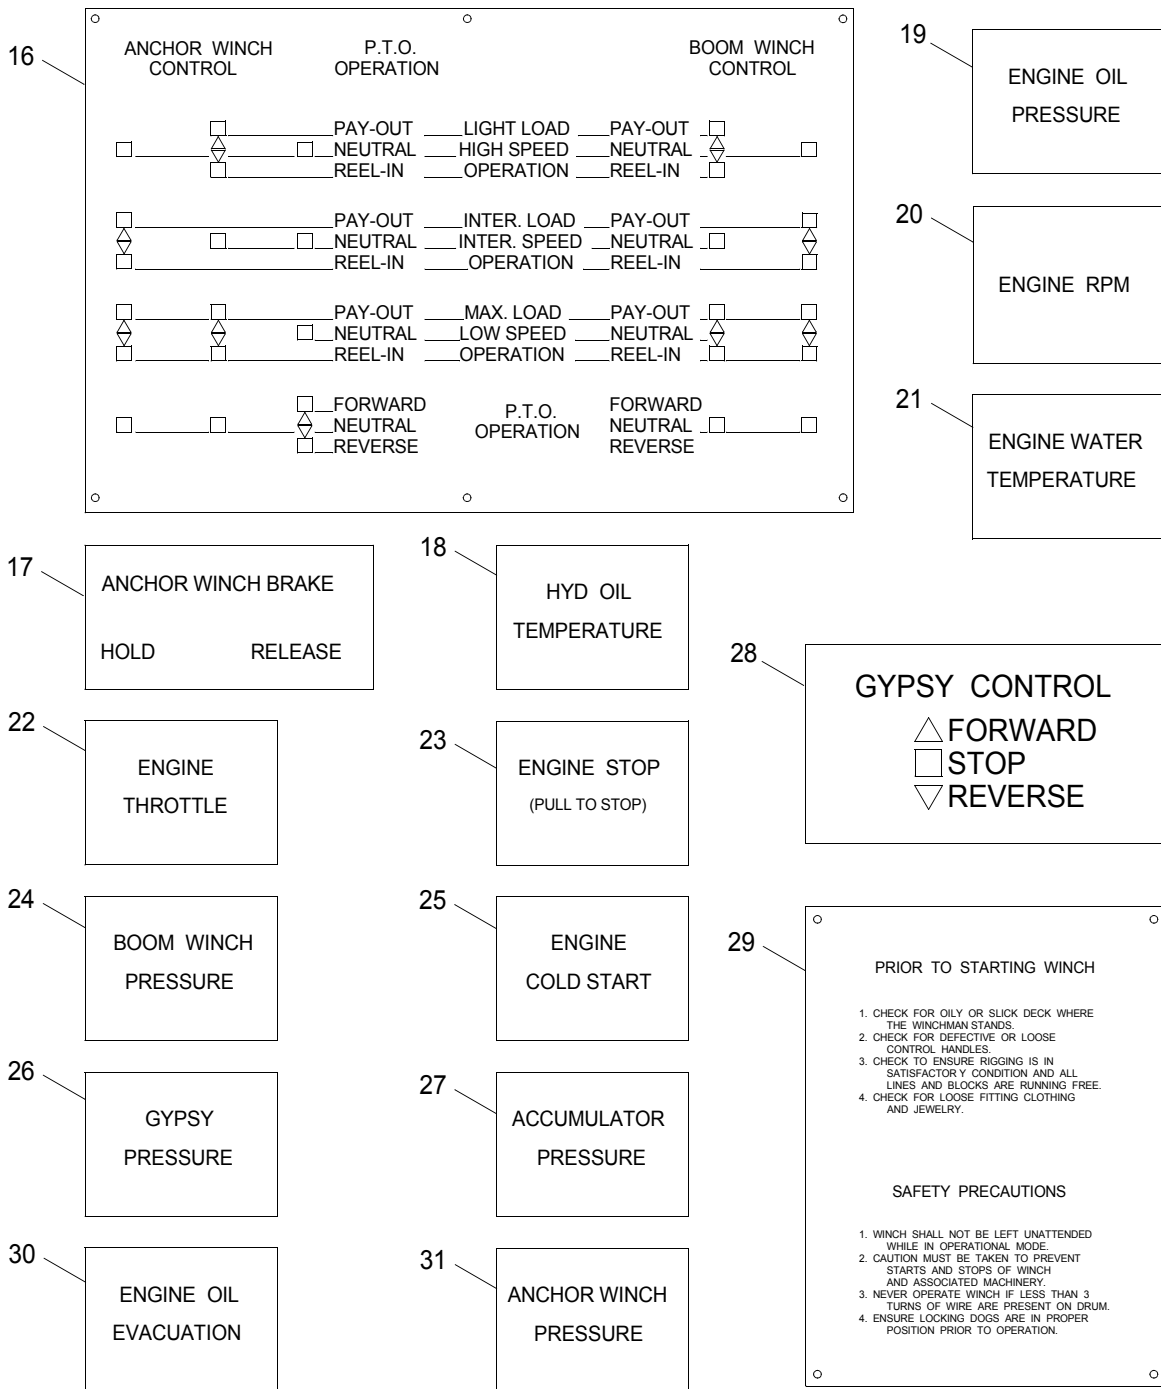 16
ANCHOR WINCH CONTROL
P.T.O. OPERATION
BOOM WINCH CONTROL
PAY-OUT LIGHT LOAD PAY-OUT
NEUTRAL HIGH SPEED NEUTRAL
REEL-IN OPERATION REEL-IN
PAY-OUT INTER. LOAD PAY-OUT
NEUTRAL INTER. SPEED NEUTRAL
REEL-IN OPERATION REEL-IN
PAY-OUT MAX. LOAD PAY-OUT
NEUTRAL LOW SPEED NEUTRAL
REEL-IN OPERATION REEL-IN
FORWARD P.T.O. FORWARD
NEUTRAL OPERATION NEUTRAL
REVERSE REVERSE
19
ENGINE OIL
PRESSURE
20
ENGINE RPM
21
ENGINE WATER
TEMPERATURE
17
ANCHOR WINCH BRAKE
HOLD RELEASE
18
HYD OIL
TEMPERATURE
28
GYPSY CONTROL
FORWARD
STOP
REVERSE
22
ENGINE
THROTTLE
23
ENGINE STOP
(PULL TO STOP)
24
BOOM WINCH
PRESSURE
25
ENGINE
COLD START
29
PRIOR TO STARTING WINCH
1. CHECK FOR OILY OR SLICK DECK WHERE
THE WINCHMAN STANDS.
2. CHECK FOR DEFECTIVE OR LOOSE
CONTROL HANDLES.
3. CHECK TO ENSURE RIGGING IS IN
SATISFACTORY CONDITION AND ALL
LINES AND BLOCKS ARE RUNNING FREE.
4. CHECK FOR LOOSE FITTING CLOTHING
AND JEWELRY.
SAFETY PRECAUTIONS
1. WINCH SHALL NOT BE LEFT UNATTENDED
WHILE IN OPERATIONAL MODE.
2. CAUTION MUST BE TAKEN TO PREVENT
STARTS AND STOPS OF WINCH
AND ASSOCIATED MACHINERY.
3. NEVER OPERATE WINCH IF LESS THAN 3
TURNS OF WIRE ARE PRESENT ON DRUM.
4. ENSURE LOCKING DOGS ARE IN PROPER
POSITION PRIOR TO OPERATION.
26
GYPSY
PRESSURE
27
ACCUMULATOR
PRESSURE
30
ENGINE OIL
EVACUATION
31
ANCHOR WINCH
PRESSURE